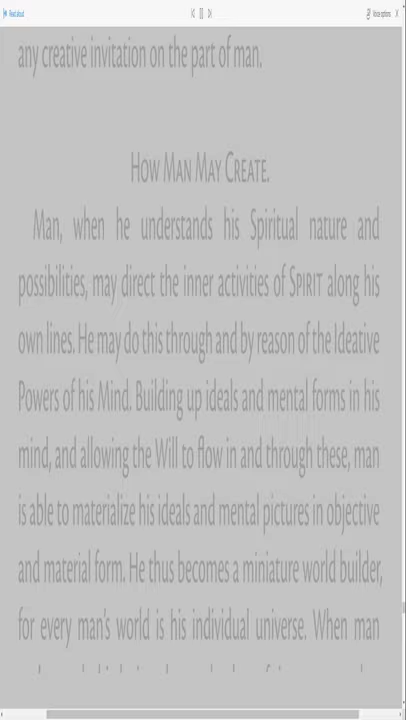 Read aloud
Voice options
any creative invitation on the part of man.
How Man May Create.
Man, when he understands his Spiritual nature and
possibilities, may direct the inner activities of Spirit along his
own lines. He may do this through and by reason of the Ideative
Powers of his Mind. Building up ideals and mental forms in his
mind, and allowing the Will to flow in and through these, man
is able to materialize his ideals and mental pictures in objective
and material form. He thus becomes a miniature world builder,
for every man's world is his individual universe. When man